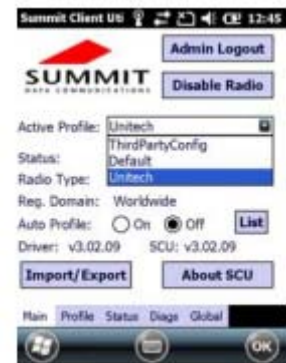 Summit Client Uti 12:45
Admin Logout
SUMMIT
DATA COMMUNICATIONS
Disable Radio
Active Profile: Unitech
ThirdPartyConfig
Status: Default
Radio Type: Unitech
Reg. Domain: Worldwide
Auto Profile: On Off List
Driver: v3.02.09 SCU: v3.02.09
Import/Export About SCU
Main Profile Status Diags Global
OK